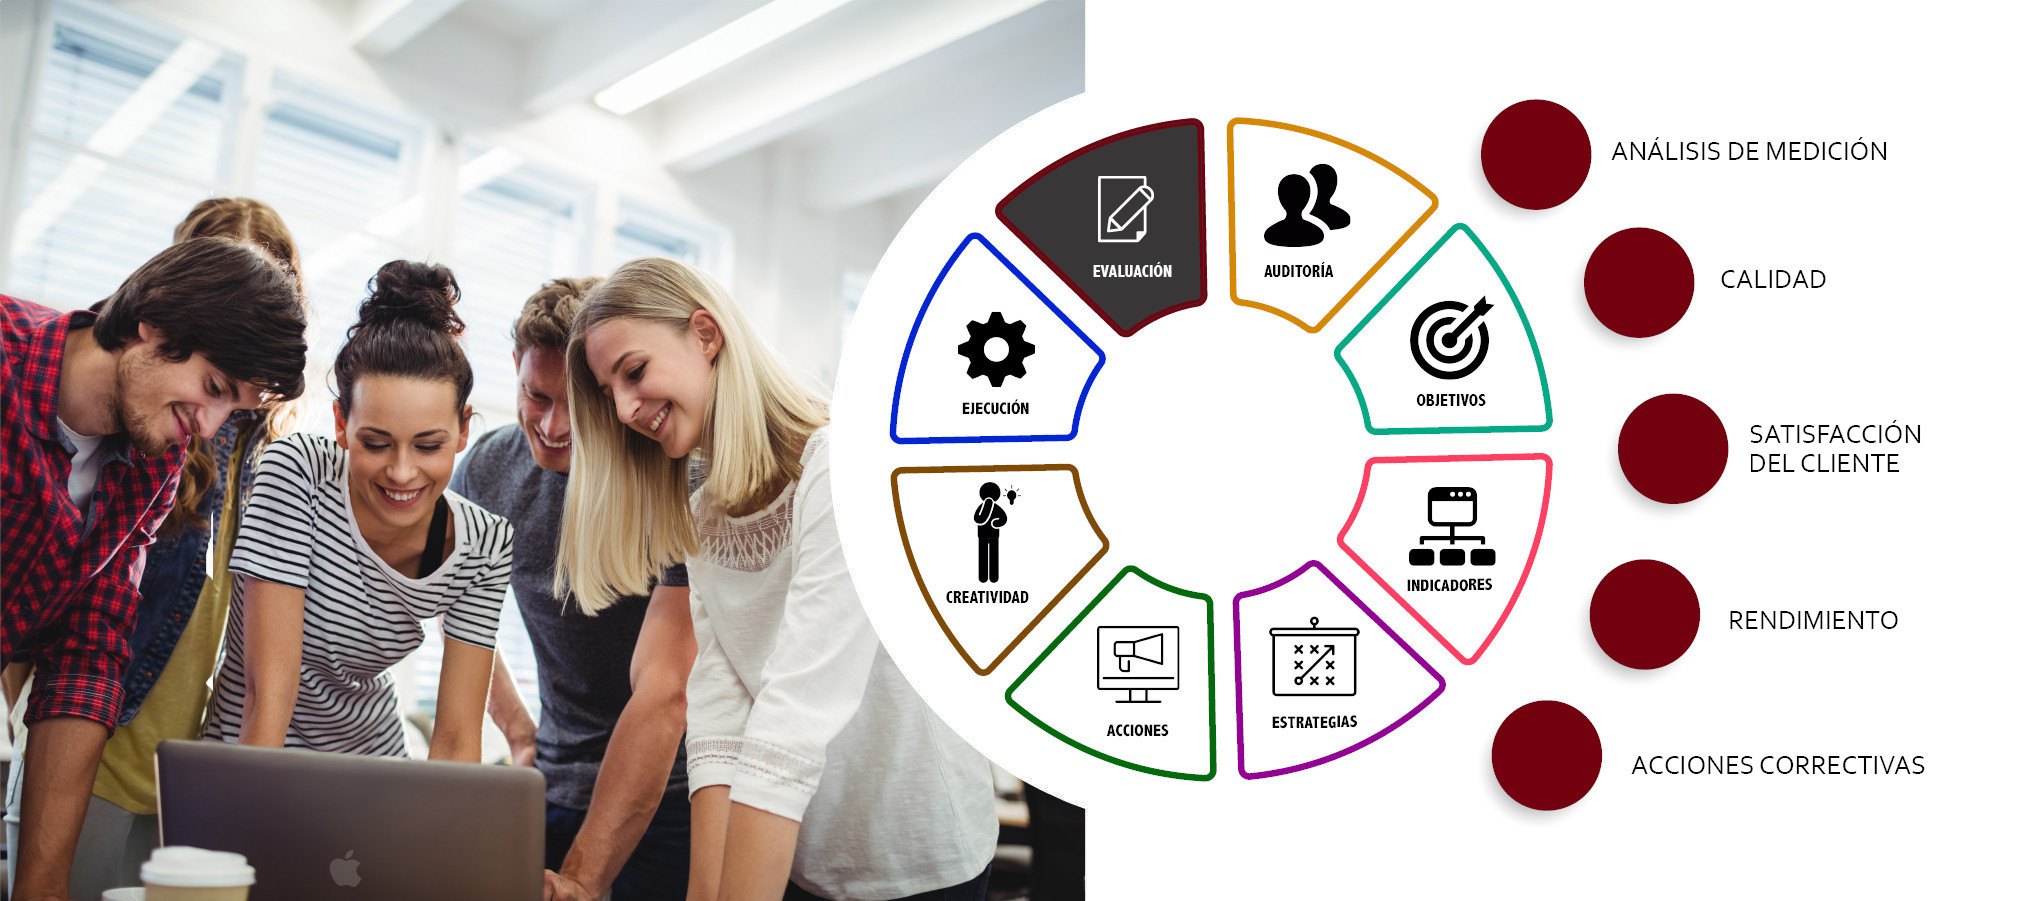 EVALUACIÓN
AUDITORÍA
OBJETIVOS
INDICADORES
ESTRATEGIAS
ACCIONES
CREATIVIDAD
EJECUCIÓN
ANÁLISIS DE MEDICIÓN
CALIDAD
SATISFACCIÓN
DEL CLIENTE
RENDIMIENTO
ACCIONES CORRECTIVAS